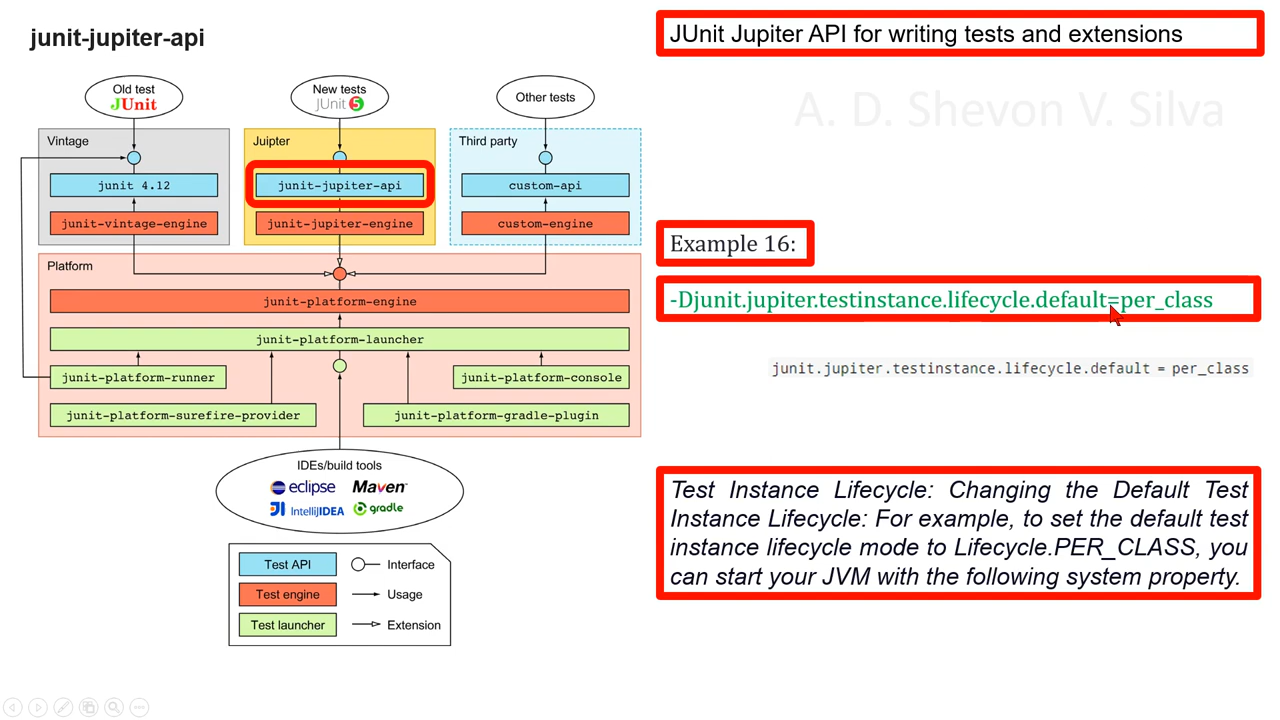 junit-jupiter-api
JUnit Jupiter API for writing tests and extensions
A. D. Shevon V. Silva
Old test
JUnit
New tests
JUnit 5
Other tests
Vintage
Juipter
Third party
junit 4.12
junit-jupiter-api
custom-api
junit-vintage-engine
junit-jupiter-engine
custom-engine
Platform
junit-platform-engine
junit-platform-launcher
junit-platform-runner
junit-platform-console
junit-platform-surefire-provider
junit-platform-gradle-plugin
IDEs/build tools
eclipse
Maven
IntelliJIDEA
gradle
Test API
Interface
Test engine
Usage
Test launcher
Extension
Example 16:
-Djunit.jupiter.testinstance.lifecycle.default=per_class
junit.jupiter.testinstance.lifecycle.default = per_class
Test Instance Lifecycle: Changing the Default Test
Instance Lifecycle: For example, to set the default test
instance lifecycle mode to Lifecycle.PER_CLASS, you
can start your JVM with the following system property.